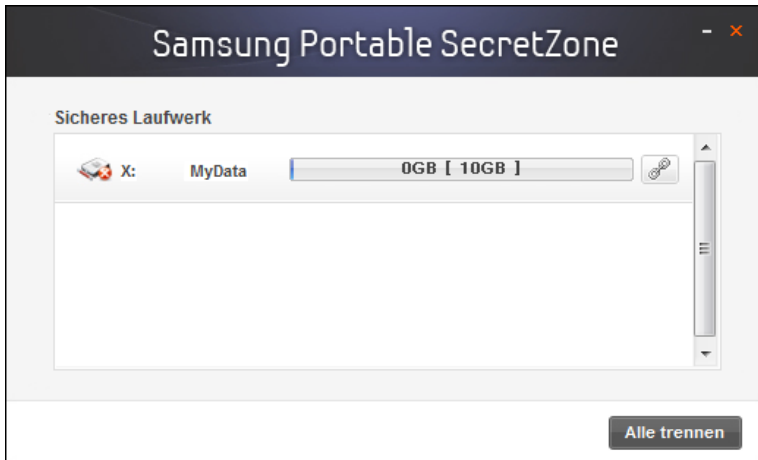 Samsung Portable SecretZone
Sicheres Laufwerk
X: MyData 0GB [ 10GB ]
Alle trennen